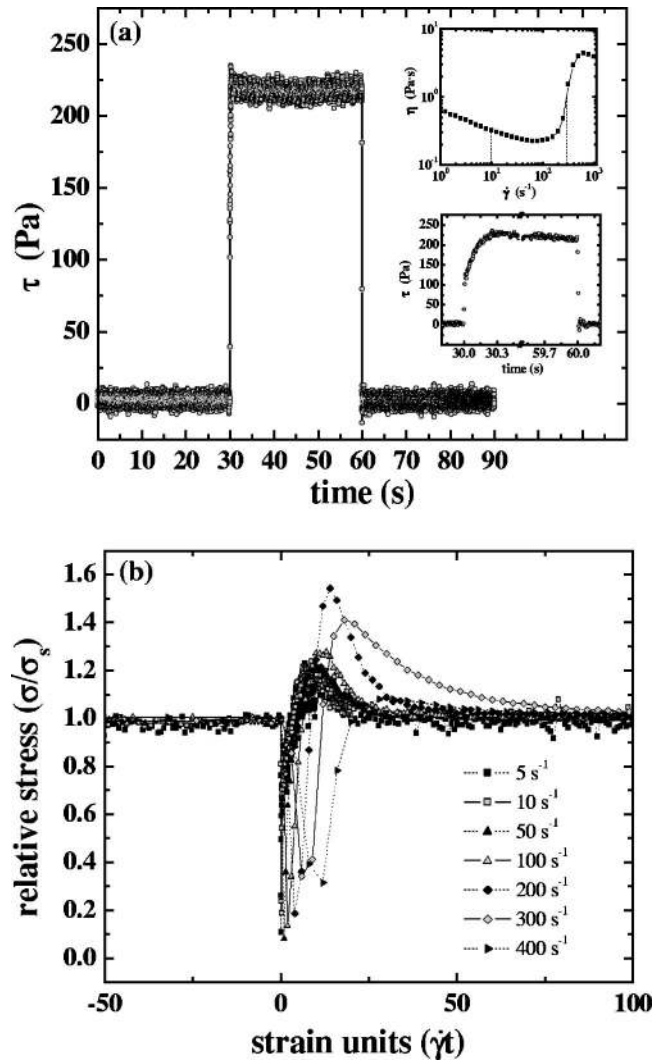 (a)
250
200
150
100
50
0
τ (Pa)
0 10 20 30 40 50 60 70 80 90
time (s)
10¹
10⁰
10⁻¹
η (Pa·s)
10⁰ 10¹ 10² 10³
γ̇ (s⁻¹)
250
200
150
100
50
0
τ (Pa)
30.0 30.3 59.7 60.0
time (s)
(b)
1.6
1.4
1.2
1.0
0.8
0.6
0.4
0.2
0.0
relative stress (σ/σₛ)
5 s⁻¹
10 s⁻¹
50 s⁻¹
100 s⁻¹
200 s⁻¹
300 s⁻¹
400 s⁻¹
-50 0 50 100
strain units (γ̇t)